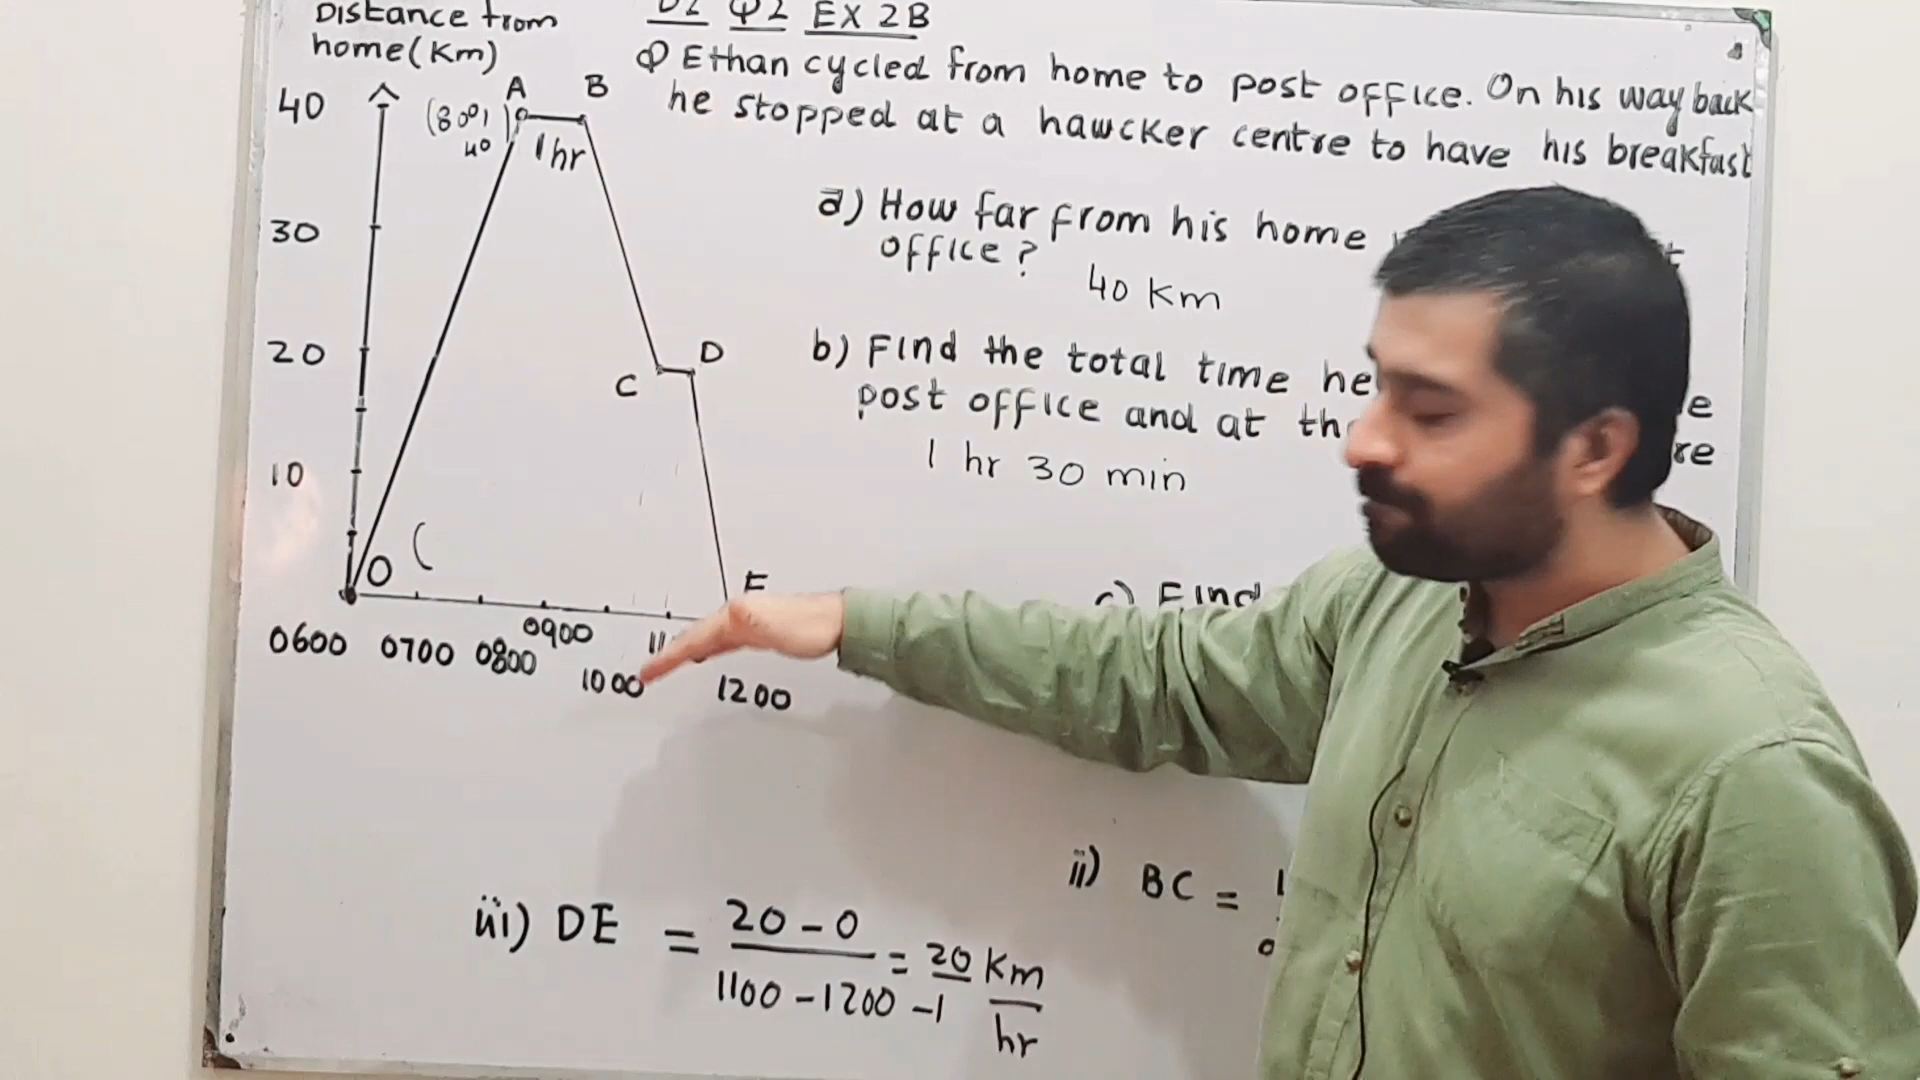 Distance from
home (Km)
D2 Q2 EX 2B
Q Ethan cycled from home to post office. On his way back
he stopped at a hawcker centre to have his breakfast
a) How far from his home
office?
40 Km
b) Find the total time he
post office and at
1 hr 30 min
c) Find
ii) BC =
iii) DE = 20 - 0 = 20 Km
1100 - 1200 -1 hr
40
30
20
10
A
B
(800,
40
)
1hr
C
D
E
O
(
0600 0700 0800 0900 1000 11 1200